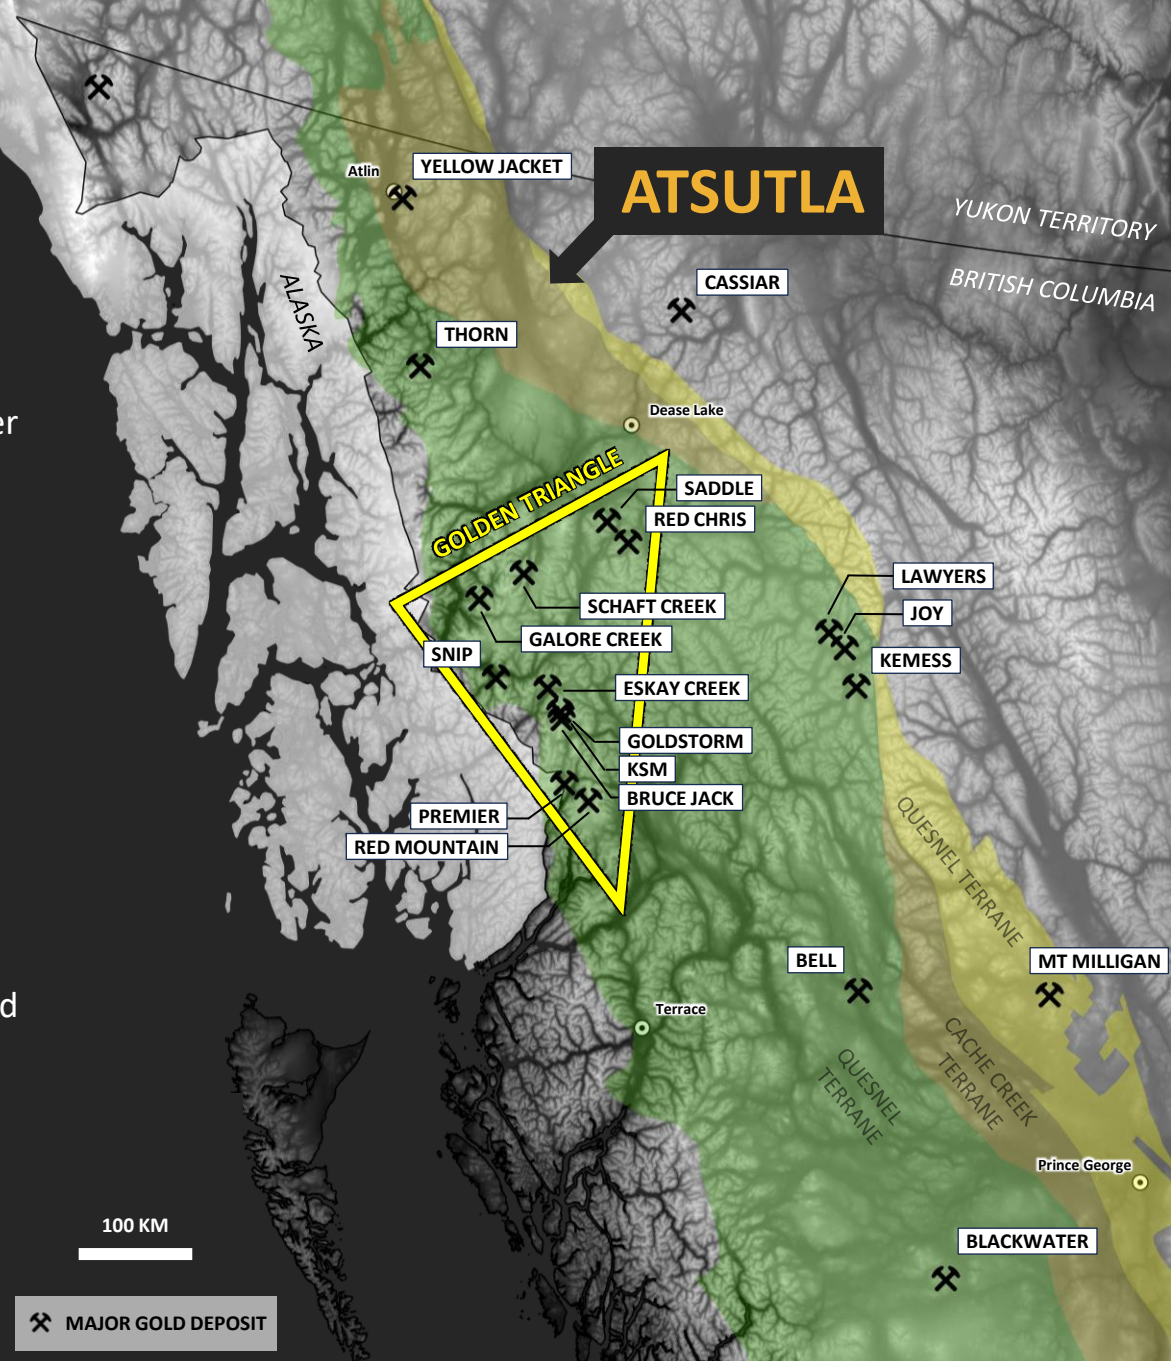 Atlin
YELLOW JACKET
ATSUTLA
YUKON TERRITORY
BRITISH COLUMBIA
ALASKA
CASSIAR
THORN
Dease Lake
er
GOLDEN TRIANGLE
SADDLE
RED CHRIS
SCHAFT CREEK
GALORE CREEK
SNIP
LAWYERS
JOY
KEMESS
ESKAY CREEK
GOLDSTORM
KSM
BRUCE JACK
PREMIER
RED MOUNTAIN
QUESNEL TERRANE
BELL
MT MILLIGAN
d
Terrace
QUESNEL
TERRANE
CACHE CREEK
TERRANE
Prince George
100 KM
BLACKWATER
MAJOR GOLD DEPOSIT